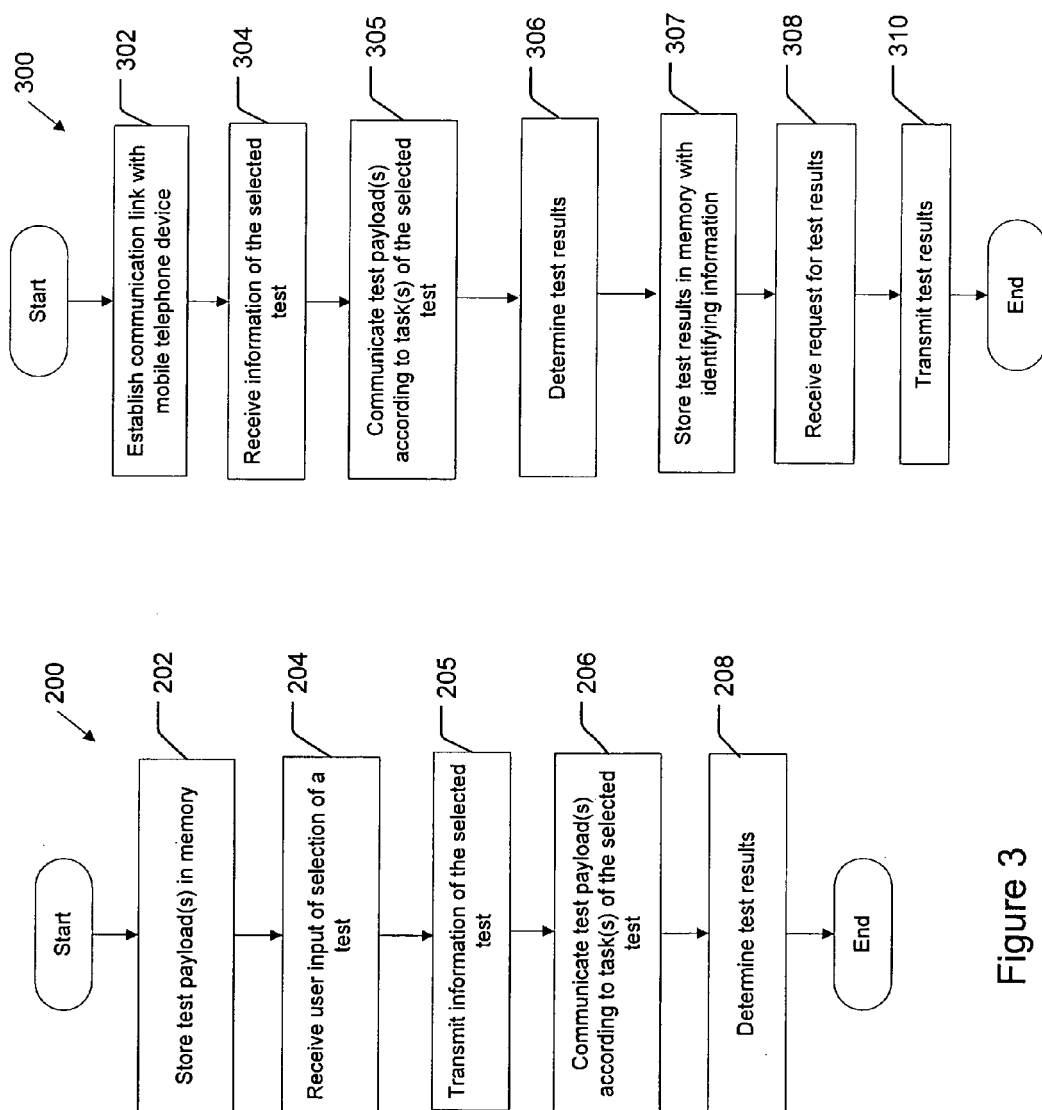 200
Start
Store test payload(s) in memory
202
Receive user input of selection of a
test
204
Transmit information of the selected
test
205
Communicate test payload(s)
according to task(s) of the selected
test
206
Determine test results
208
End
300
Start
Establish communication link with
mobile telephone device
302
Receive information of the selected
test
304
Communicate test payload(s)
according to task(s) of the selected
test
305
Determine test results
306
Store test results in memory with
identifying information
307
Receive request for test results
308
Transmit test results
310
End
Figure 3